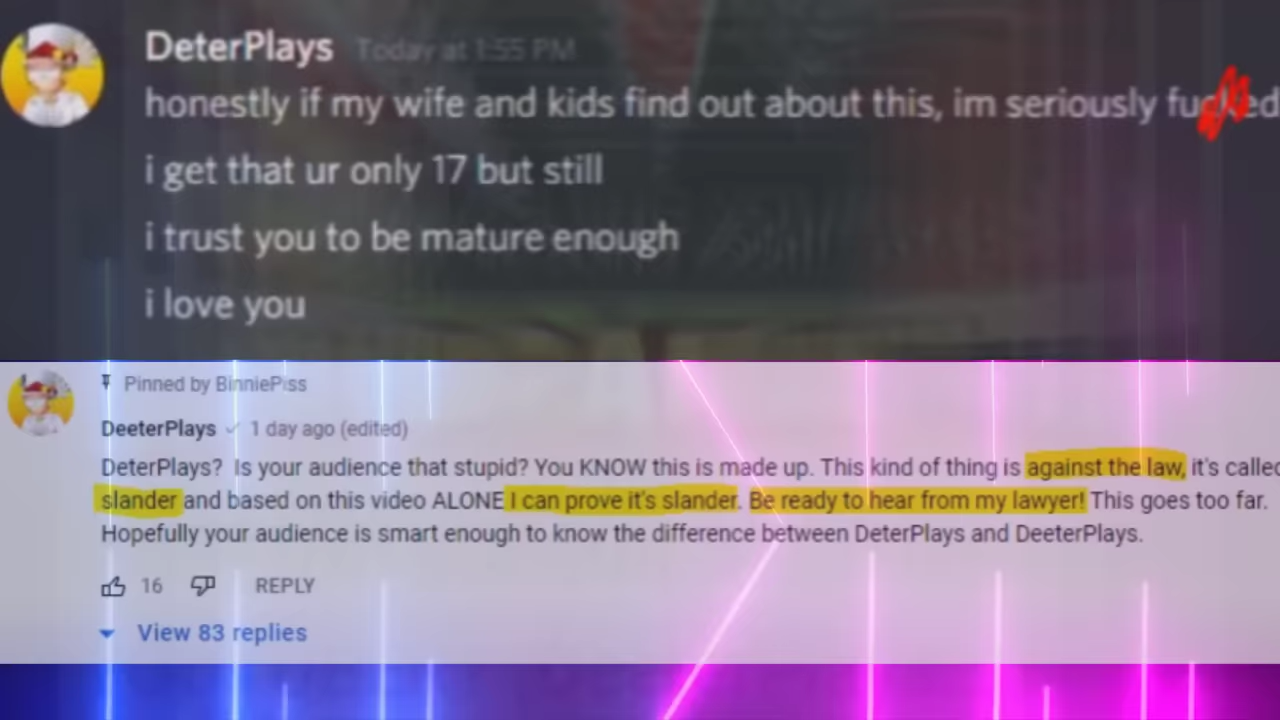 DeterPlays Today at 1:55 PM
honestly if my wife and kids find out about this, im seriously
i get that ur only 17 but still
i trust you to be mature enough
i love you
Pinned by BinniePiss
DeeterPlays 1 day ago (edited)
DeterPlays? Is your audience that stupid? You KNOW this is made up. This kind of thing is against the law, it's called
slander and based on this video ALONE I can prove it's slander. Be ready to hear from my lawyer! This goes too far.
Hopefully your audience is smart enough to know the difference between DeterPlays and DeeterPlays.
16 REPLY
View 83 replies